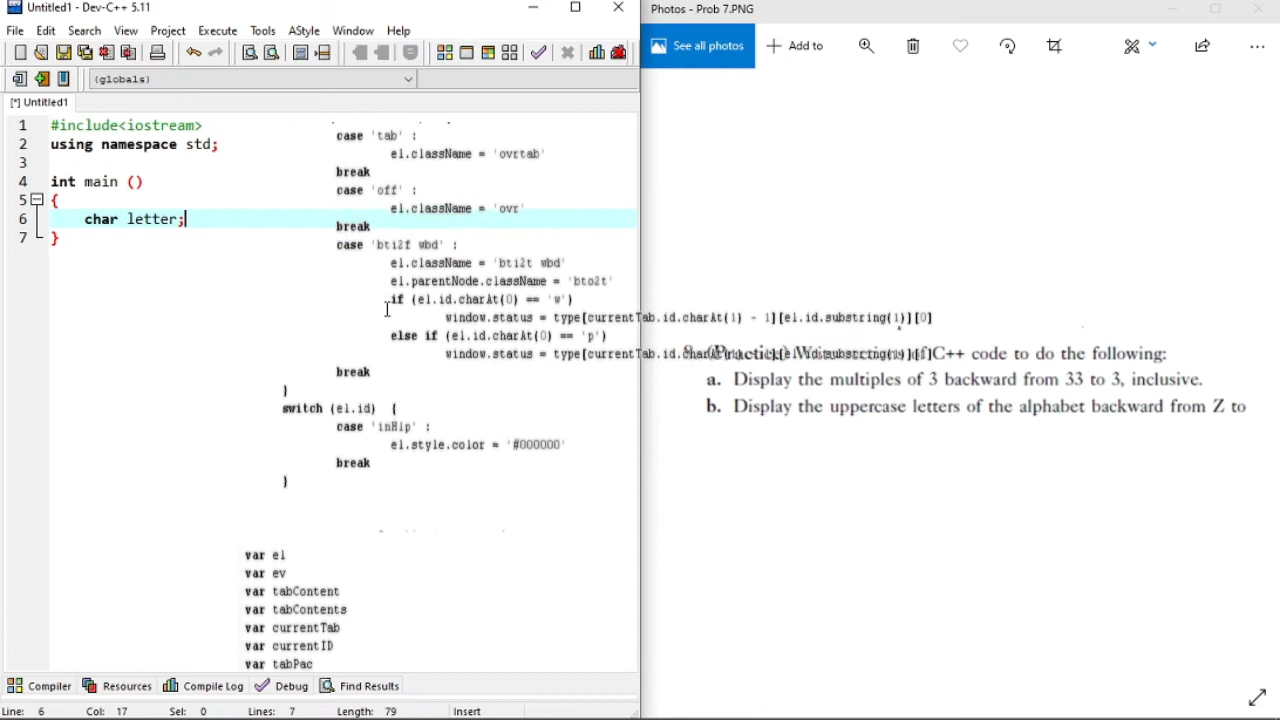 Untitled1 - Dev-C++ 5.11
File Edit Search View Project Execute Tools AStyle Window Help
(globals)
[*] Untitled1
1 #include<iostream>
2 using namespace std;
3
4 int main ()
5 {
6 char letter;
7 }
case 'tab' :
el.className = 'ovrtab'
break
case 'off' :
el.className = 'ovr'
break
case 'bti2f wbd' :
el.className = 'bti2t wbd'
el.parentNode.className = 'bto2t'
if (el.id.charAt(0) == 'w')
window.status = type[currentTab.id.charAt(1) - 1][el.id.substring(1)][0]
else if (el.id.charAt(0) == 'p')
window.status = type[currentTab.id
break
}
switch (el.id) {
case 'inHip' :
el.style.color = '#000000'
break
}
var el
var ev
var tabContent
var tabContents
var currentTab
var currentID
var tabPac
Compiler Resources Compile Log Debug Find Results
Line: 6 Col: 17 Sel: 0 Lines: 7 Length: 79 Insert
Photos - Prob 7.PNG
See all photos Add to
(Practice) C++ code to do the following:
a. Display the multiples of 3 backward from 33 to 3, inclusive.
b. Display the uppercase letters of the alphabet backward from Z to